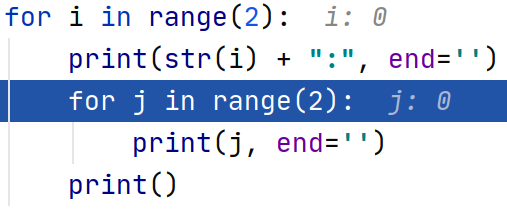 for i in range(2):  i: 0
    print(str(i) + ":", end='')
    for j in range(2):  j: 0
        print(j, end='')
    print()